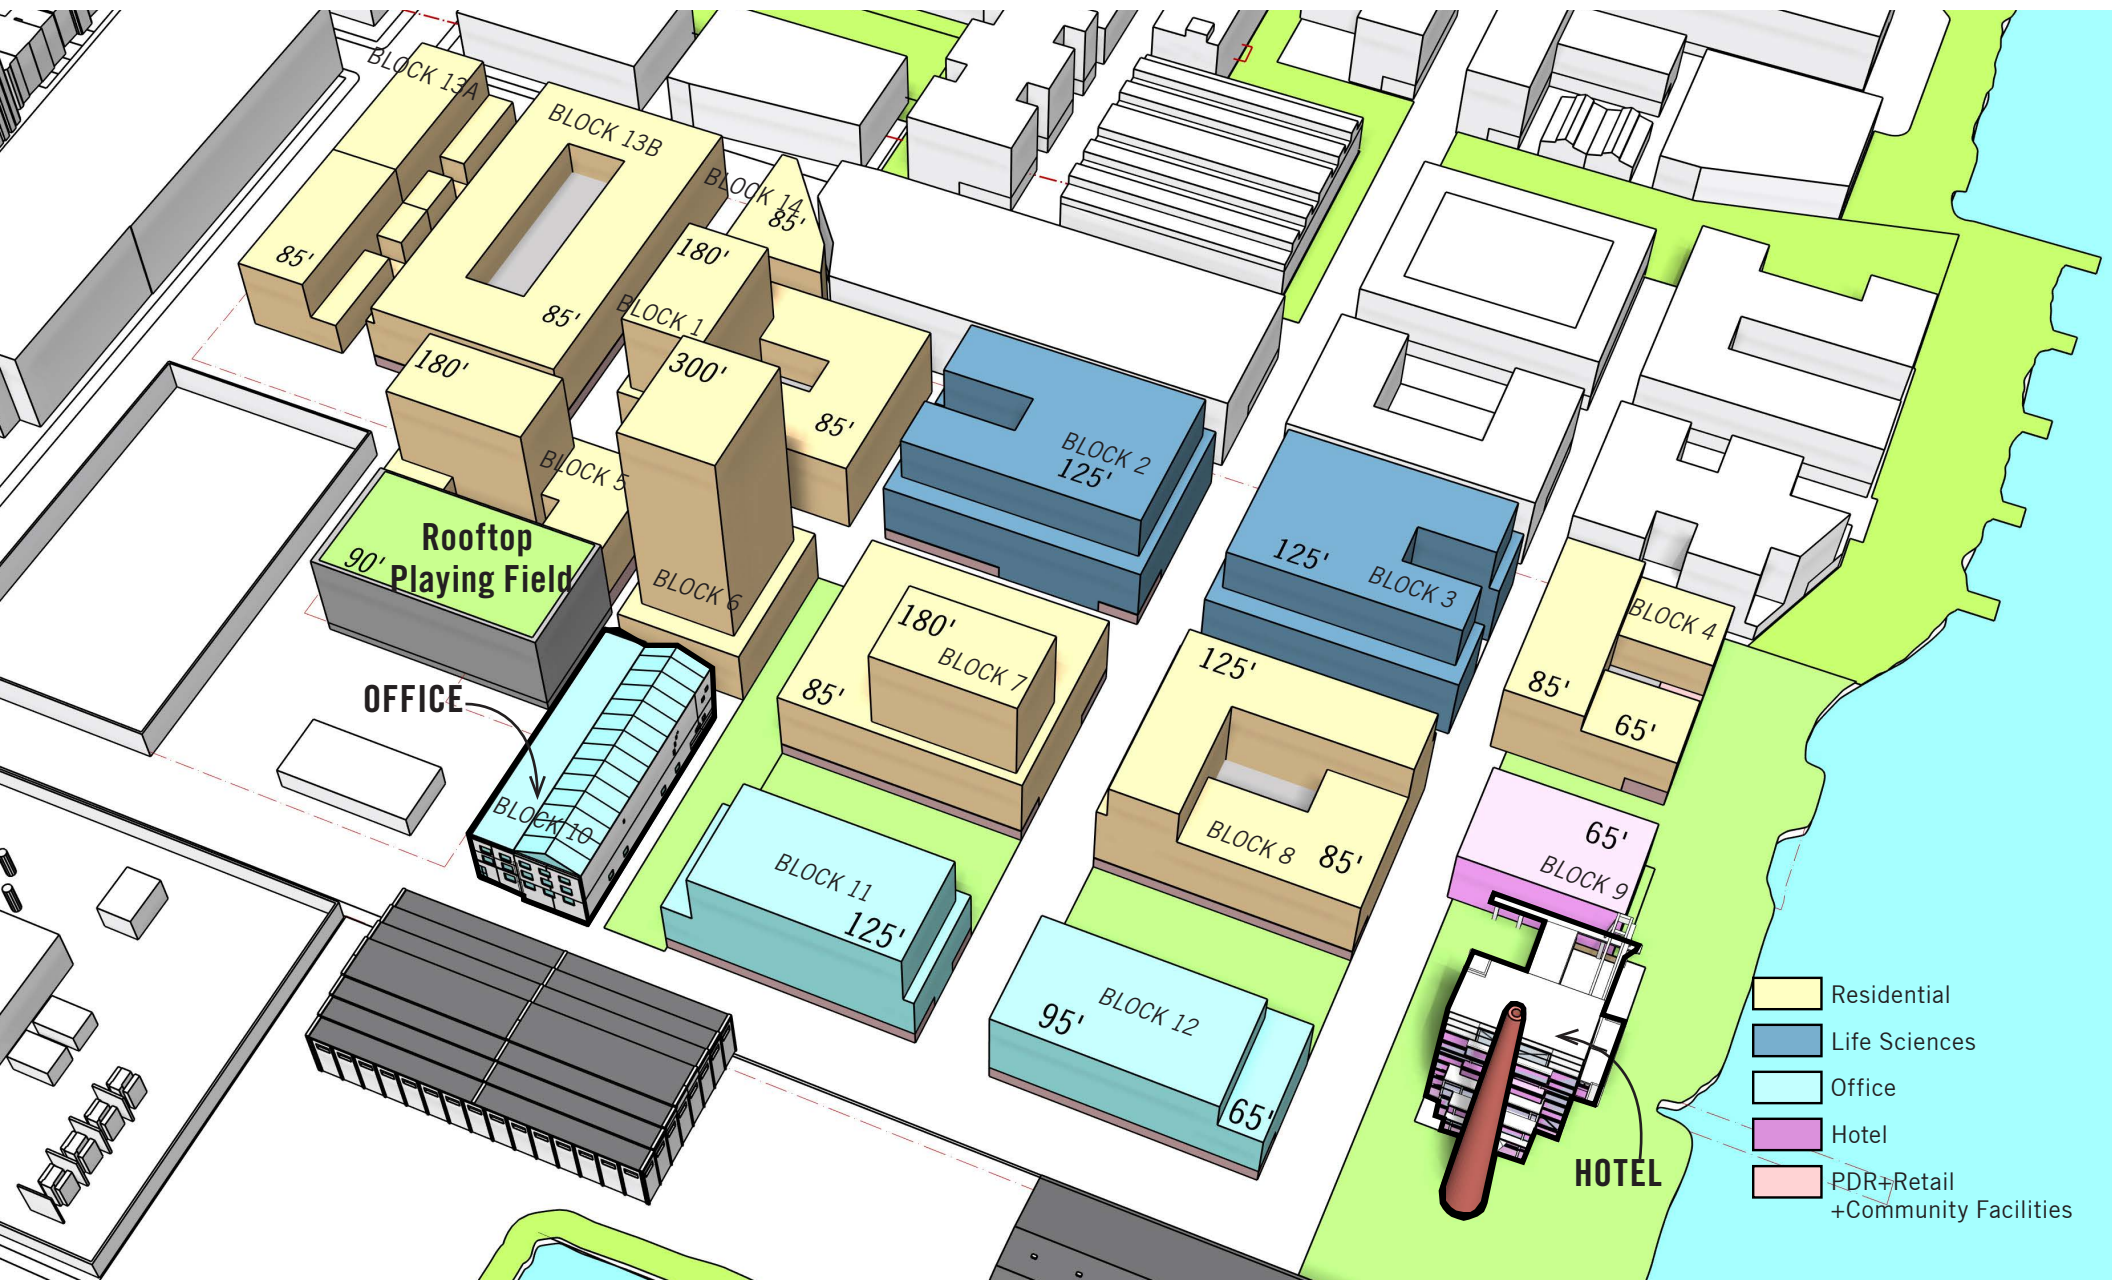 BLOCK 13A
BLOCK 13B
BLOCK 14
85'
180'
85'
BLOCK 1
85'
180'
300'
85'
BLOCK 2
125'
BLOCK 5
Rooftop
Playing Field
90'
125'
BLOCK 3
BLOCK 6
BLOCK 4
180'
BLOCK 7
85'
125'
85'
65'
OFFICE
BLOCK 10
BLOCK 8
85'
65'
BLOCK 9
BLOCK 11
125'
BLOCK 12
95'
65'
HOTEL
Residential
Life Sciences
Office
Hotel
PDR+Retail
+Community Facilities